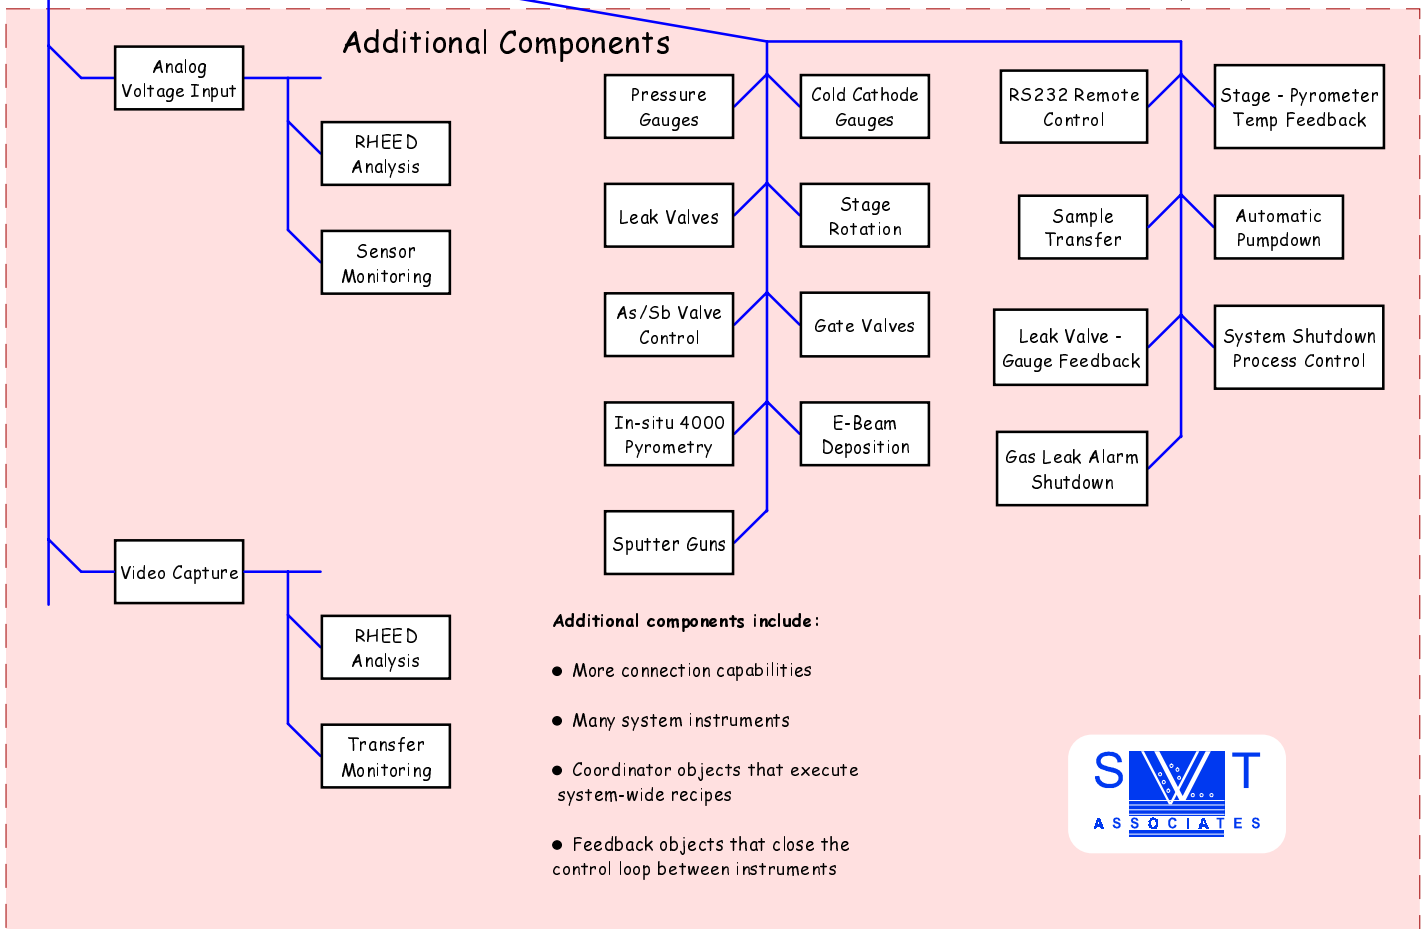 Additional Components
Analog
Voltage Input
RHEED
Analysis
Sensor
Monitoring
Video Capture
RHEED
Analysis
Transfer
Monitoring
Pressure
Gauges
Cold Cathode
Gauges
Leak Valves
Stage
Rotation
As/Sb Valve
Control
Gate Valves
In-situ 4000
Pyrometry
E-Beam
Deposition
Sputter Guns
RS232 Remote
Control
Stage - Pyrometer
Temp Feedback
Sample
Transfer
Automatic
Pumpdown
Leak Valve -
Gauge Feedback
System Shutdown
Process Control
Gas Leak Alarm
Shutdown
Additional components include:
● More connection capabilities
● Many system instruments
● Coordinator objects that execute
system-wide recipes
● Feedback objects that close the
control loop between instruments
SVT
ASSOCIATES